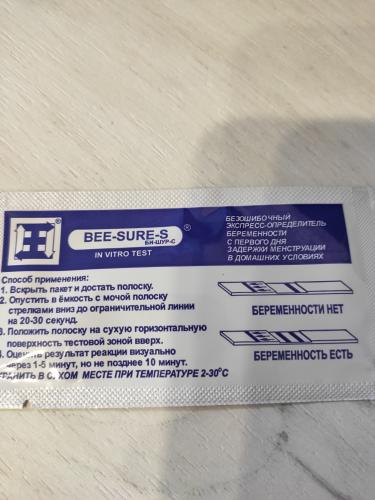 BEE-SURE-S ®
БИ-ШУР-С
IN VITRO TEST
БЕЗОШИБОЧНЫЙ
ЭКСПРЕСС-ОПРЕДЕЛИТЕЛЬ
БЕРЕМЕННОСТИ
С ПЕРВОГО ДНЯ
ЗАДЕРЖКИ МЕНСТРУАЦИИ
В ДОМАШНИХ УСЛОВИЯХ
Способ применения:
1. Вскрыть пакет и достать полоску.
2. Опустить в ёмкость с мочой полоску
стрелками вниз до ограничительной линии
на 20-30 секунд.
3. Положить полоску на сухую горизонтальную
поверхность тестовой зоной вверх.
4. Оценить результат реакции визуально
через 1-5 минут, но не позднее 10 минут.
ХРАНИТЬ В СУХОМ МЕСТЕ ПРИ ТЕМПЕРАТУРЕ 2-30°С
БЕРЕМЕННОСТИ НЕТ
БЕРЕМЕННОСТЬ ЕСТЬ